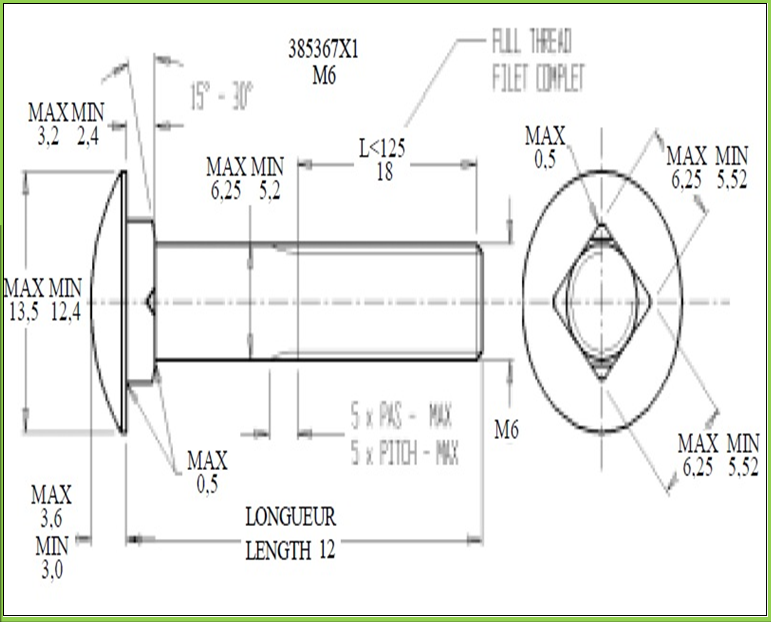 385367X1
M6
FULL THREAD
FILET COMPLET
15° - 30°
MAX MIN
3,2 2,4
MAX MIN
6,25 5,2
L<125
18
MAX
0.5
MAX MIN
6,25 5,52
MAX MIN
13,5 12,4
5 x PAS - MAX
5 x PITCH - MAX
M6
MAX MIN
6,25 5,52
MAX
0,5
MAX
3.6
MIN
3,0
LONGUEUR
LENGTH 12